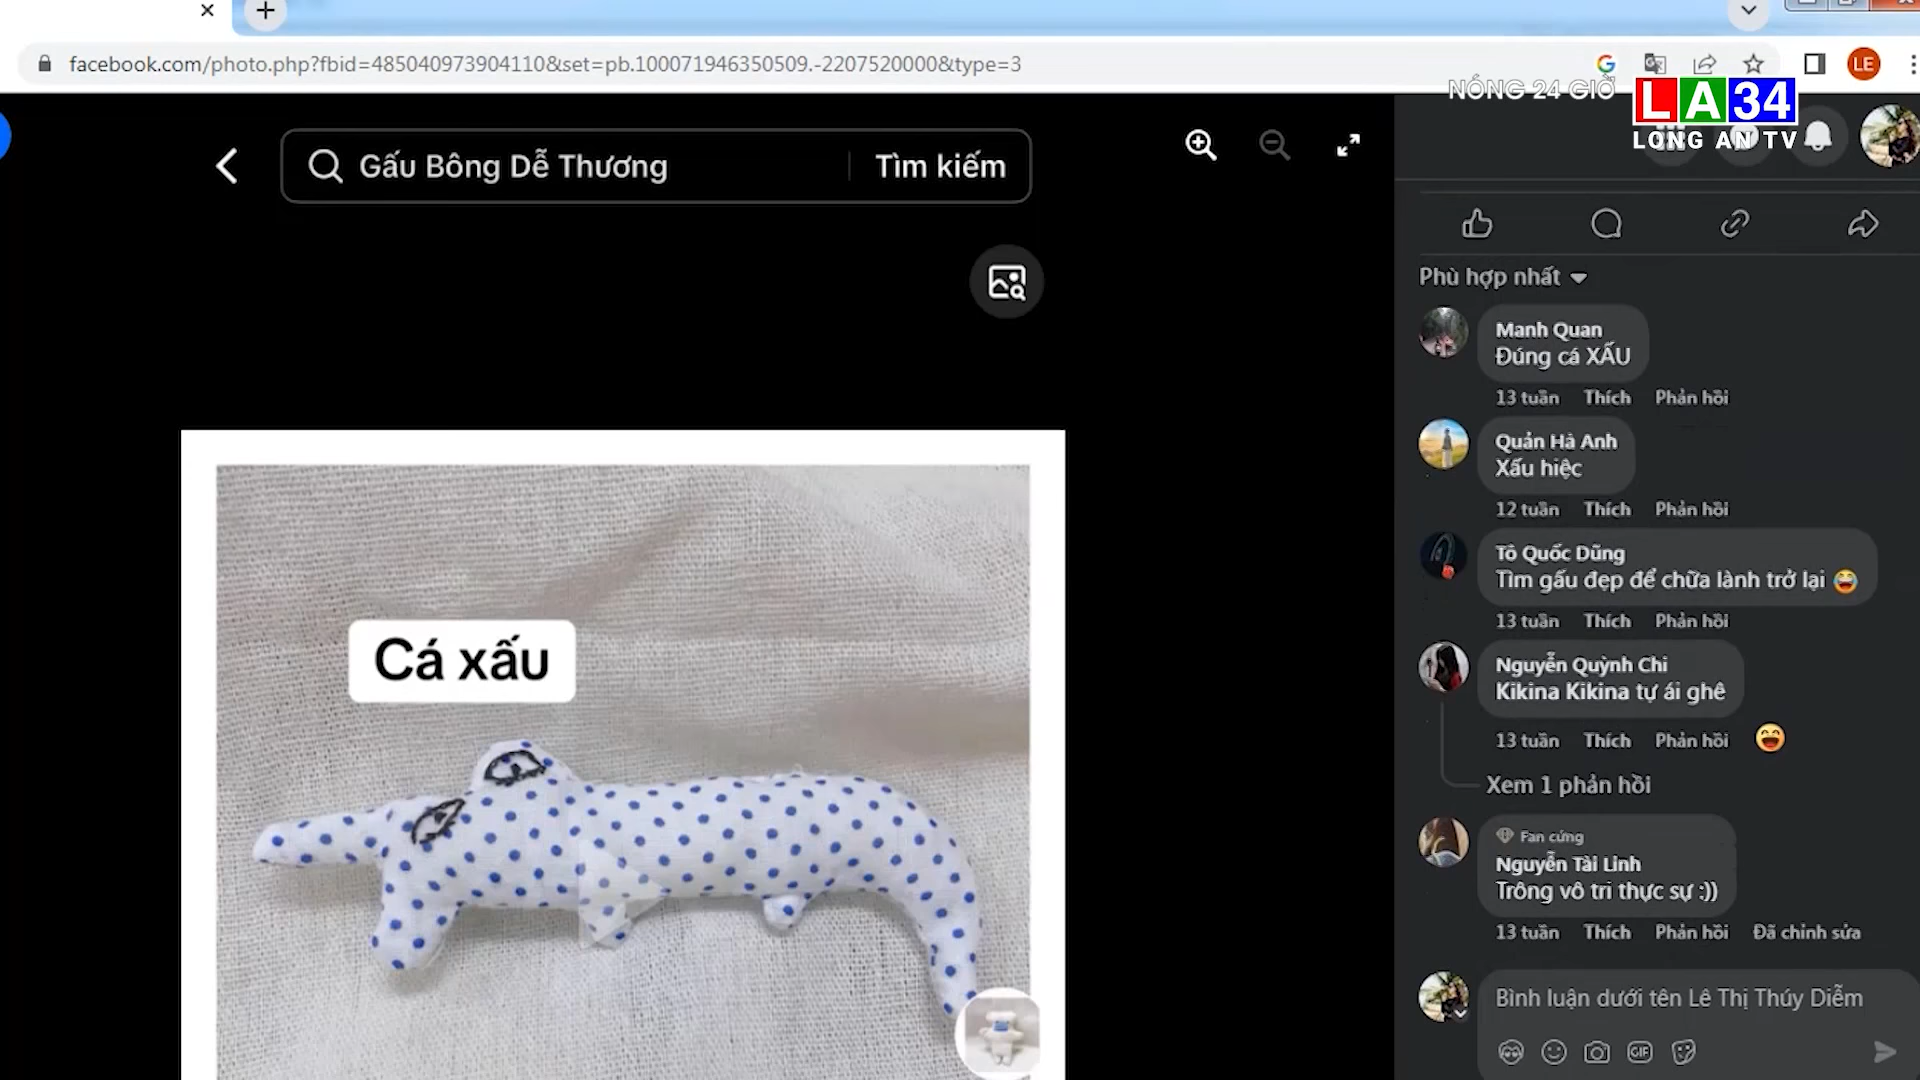 facebook.com/photo.php?fbid=485040973904110&set=pb.100071946350509.-2207520000&type=3
LE
NÓNG 24 GIỜ
LA34
LONG AN TV
Gấu Bông Dễ Thương
Tìm kiếm
Cá xấu
Phù hợp nhất
Manh Quan
Đúng cá XẤU
13 tuần Thích Phản hồi
Quản Hà Anh
Xấu hiệc
12 tuần Thích Phản hồi
Tô Quốc Dũng
Tìm gấu đẹp để chữa lành trở lại 😂
13 tuần Thích Phản hồi
Nguyễn Quỳnh Chi
Kikina Kikina tự ái ghê
13 tuần Thích Phản hồi
Xem 1 phản hồi
Fan cứng
Nguyễn Tài Linh
Trông vô tri thực sự :))
13 tuần Thích Phản hồi Đã chỉnh sửa
Bình luận dưới tên Lê Thị Thúy Diễm
GIF